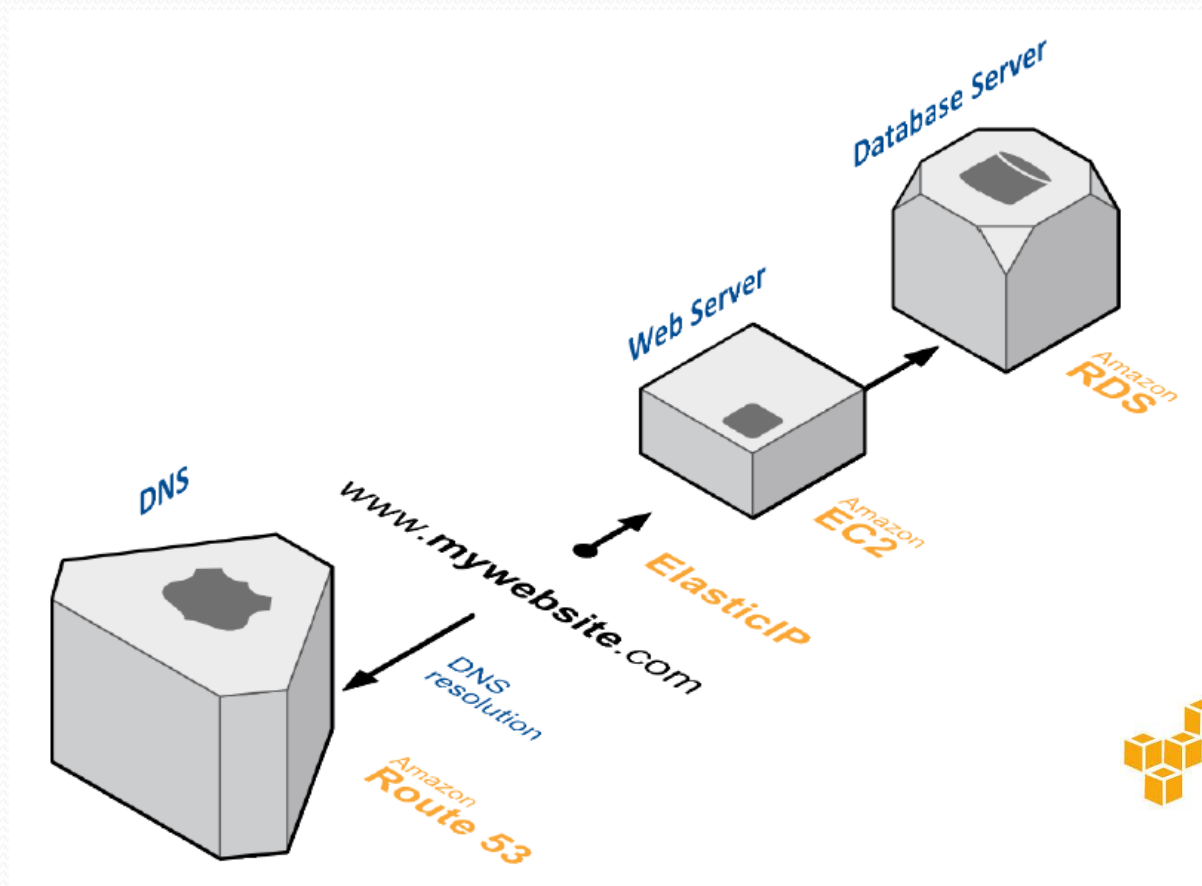 Database Server
Amazon
RDS
Web Server
Amazon
EC2
ElasticIP
www.mywebsite.com
DNS
DNS
resolution
Amazon
Route 53